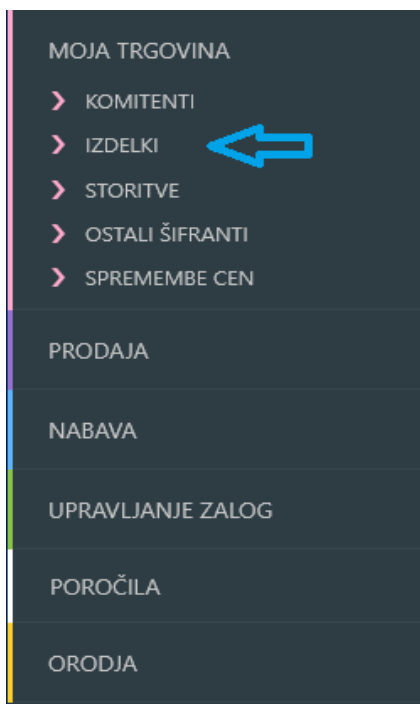 MOJA TRGOVINA
KOMITENTI
IZDELKI
STORITVE
OSTALI ŠIFRANTI
SPREMEMBE CEN
PRODAJA
NABAVA
UPRAVLJANJE ZALOG
POROČILA
ORODJA